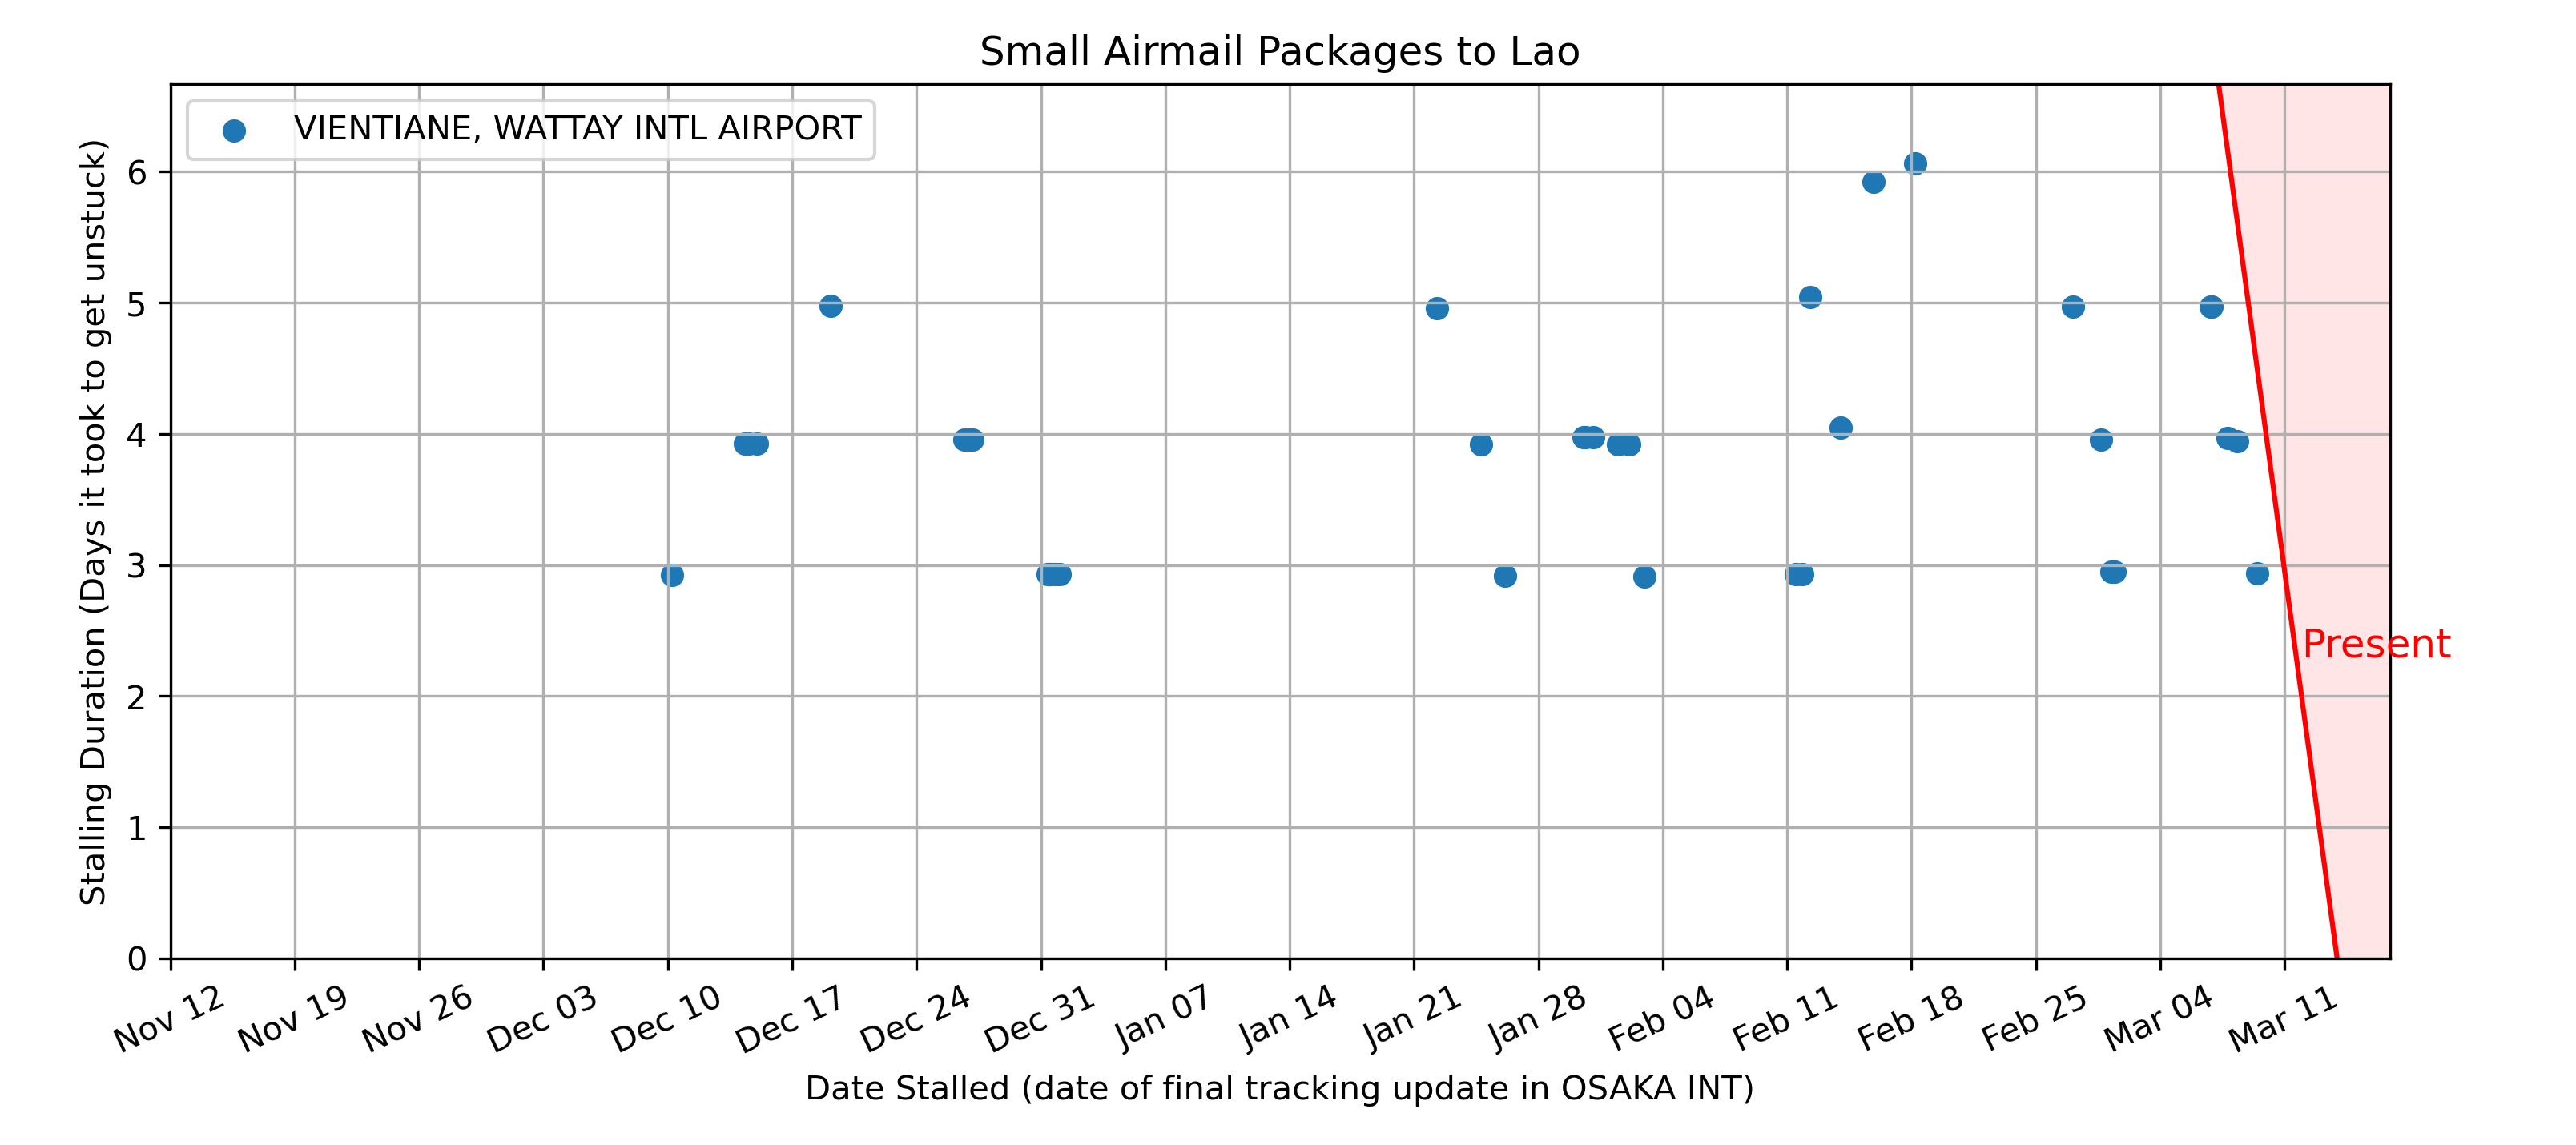 Small Airmail Packages to Lao
VIENTIANE, WATTAY INTL AIRPORT
Stalling Duration (Days it took to get unstuck)
6
5
4
3
2
1
0
Present
Nov 12
Nov 19
Nov 26
Dec 03
Dec 10
Dec 17
Dec 24
Dec 31
Jan 07
Jan 14
Jan 21
Jan 28
Feb 04
Feb 11
Feb 18
Feb 25
Mar 04
Mar 11
Date Stalled (date of final tracking update in OSAKA INT)